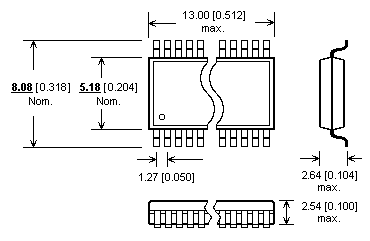 13.00 [0.512]
max.
8.08 [0.318]
Nom.
5.18 [0.204]
Nom.
1.27 [0.050]
2.64 [0.104]
max.
2.54 [0.100]
max.